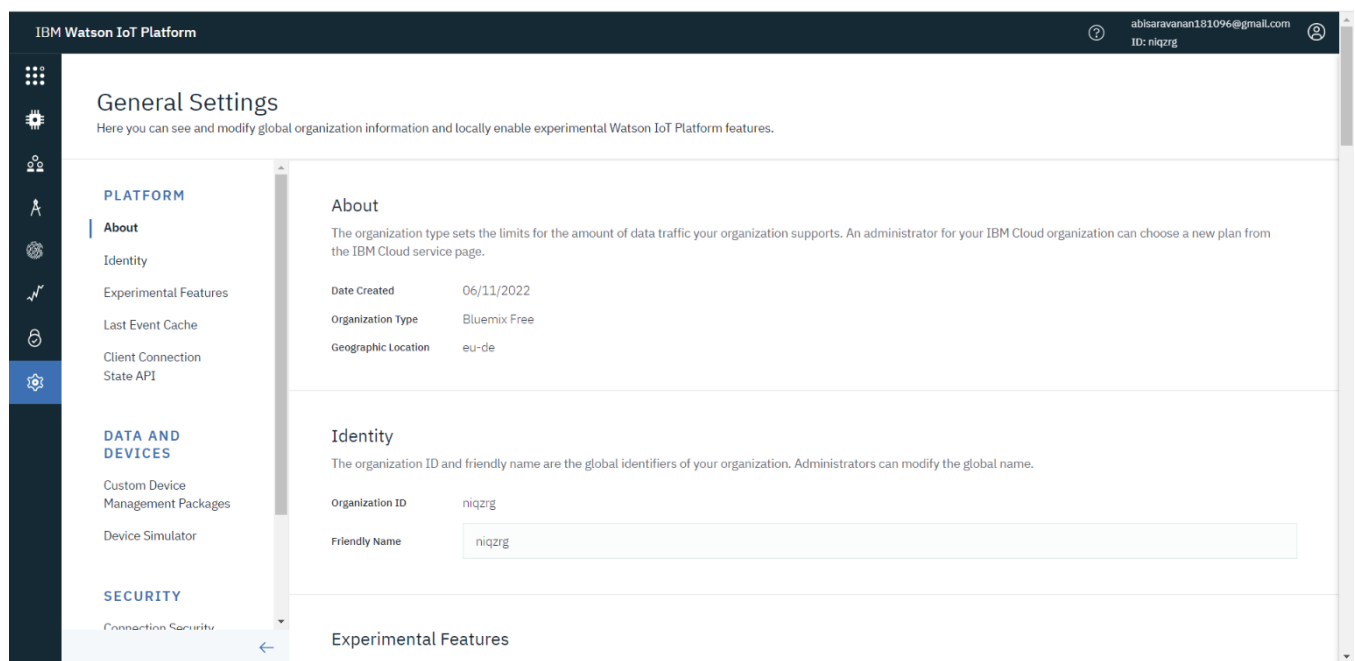 IBM Watson IoT Platform
abisaravanan181096@gmail.com
ID: niqzrg
General Settings
Here you can see and modify global organization information and locally enable experimental Watson IoT Platform features.
PLATFORM
About
Identity
Experimental Features
Last Event Cache
Client Connection
State API
DATA AND
DEVICES
Custom Device
Management Packages
Device Simulator
SECURITY
Connection Security
About
The organization type sets the limits for the amount of data traffic your organization supports. An administrator for your IBM Cloud organization can choose a new plan from
the IBM Cloud service page.
Date Created 06/11/2022
Organization Type Bluemix Free
Geographic Location eu-de
Identity
The organization ID and friendly name are the global identifiers of your organization. Administrators can modify the global name.
Organization ID niqzrg
Friendly Name niqzrg
Experimental Features